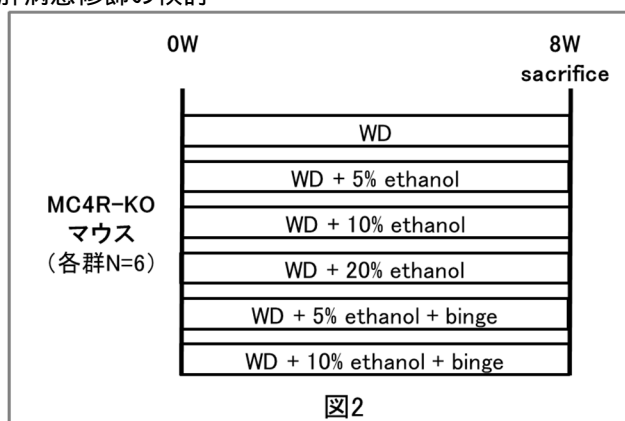 0W
8W
sacrifice
WD
WD + 5% ethanol
WD + 10% ethanol
WD + 20% ethanol
WD + 5% ethanol + binge
WD + 10% ethanol + binge
MC4R-KO
マウス
（各群N=6）
図2